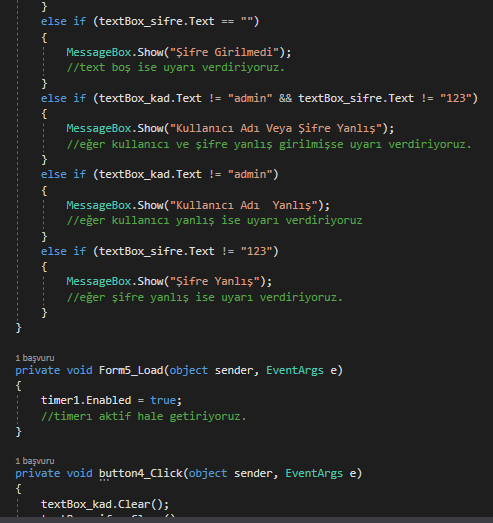 }
else if (textBox_sifre.Text == "")
{
MessageBox.Show("Şifre Girilmedi");
//text boş ise uyarı verdiriyoruz.
}
else if (textBox_kad.Text != "admin" && textBox_sifre.Text != "123")
{
MessageBox.Show("Kullanıcı Adı Veya Şifre Yanlış");
//eğer kullanıcı ve şifre yanlış girilmişse uyarı verdiriyoruz.
}
else if (textBox_kad.Text != "admin")
{
MessageBox.Show("Kullanıcı Adı  Yanlış");
//eğer kullanıcı yanlış ise uyarı verdiriyoruz
}
else if (textBox_sifre.Text != "123")
{
MessageBox.Show("Şifre Yanlış");
//eğer şifre yanlış ise uyarı verdiriyoruz.
}
}
1 başvuru
private void Form5_Load(object sender, EventArgs e)
{
timer1.Enabled = true;
//timerı aktif hale getiriyoruz.
}
1 başvuru
private void button4_Click(object sender, EventArgs e)
{
textBox_kad.Clear();